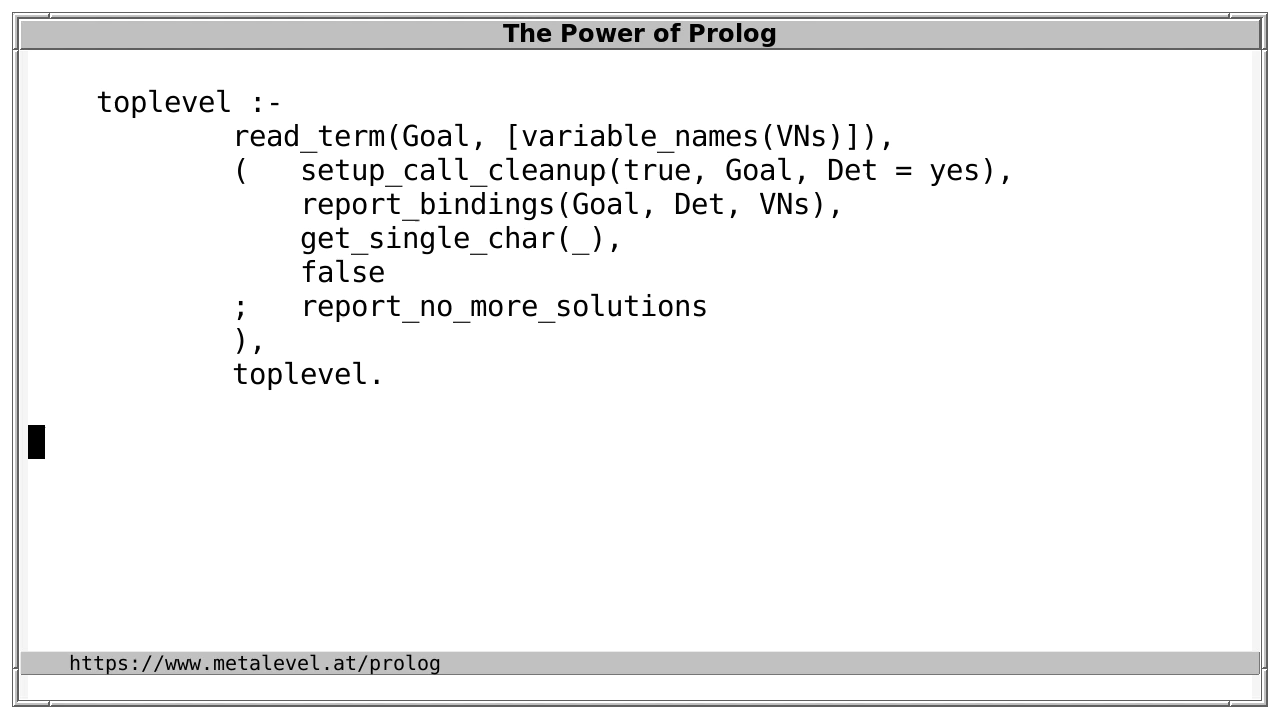 The Power of Prolog
toplevel :-
read_term(Goal, [variable_names(VNs)]),
(   setup_call_cleanup(true, Goal, Det = yes),
report_bindings(Goal, Det, VNs),
get_single_char(_),
false
;   report_no_more_solutions
),
toplevel.
https://www.metalevel.at/prolog